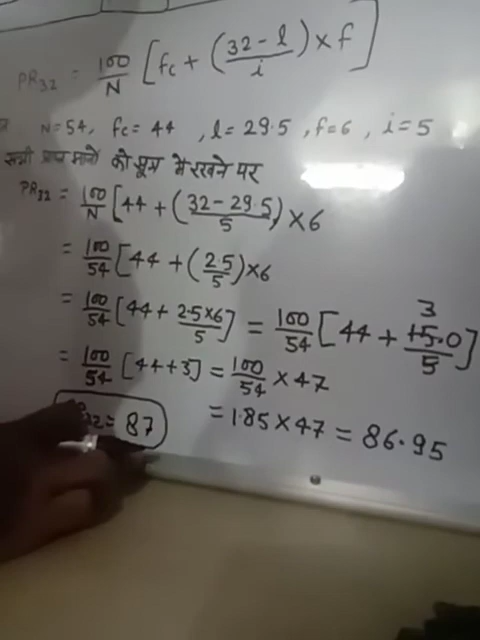 PR32 = 100/N [fc + (32 - l/i) × f]
N = 54, fc = 44, l = 29.5, f = 6, i = 5
सभी प्राप्त मानों को सूत्र में रखने पर
PR32 = 100/N [44 + (32 - 29.5/5) × 6
= 100/54 [44 + (2.5/5) × 6
= 100/54 [44 + 2.5×6/5] = 100/54 [44 + 15.0/5] 3
= 100/54 [44+3] = 100/54 × 47
= 1.85 × 47 = 86.95
32 = 87